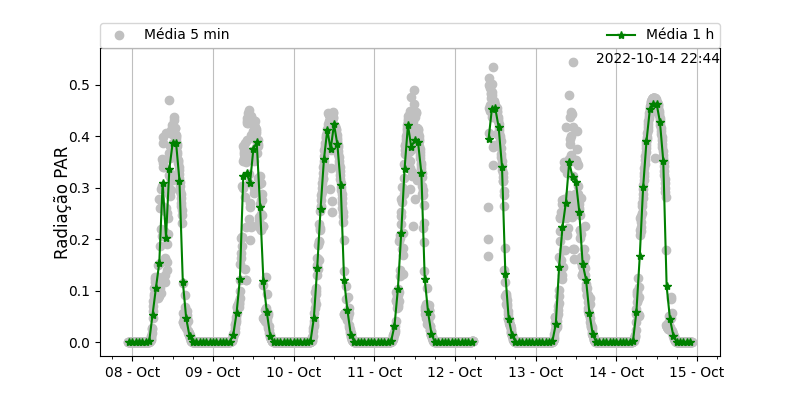 Média 5 min Média 1 h
2022-10-14 22:44
Radiação PAR
0.5
0.4
0.3
0.2
0.1
0.0
08 - Oct 09 - Oct 10 - Oct 11 - Oct 12 - Oct 13 - Oct 14 - Oct 15 - Oct